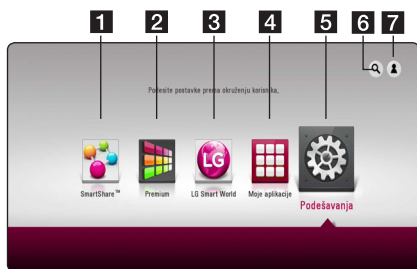 1 2 3 4 5 6 7
Podesite postavke prema okruženju korisnika.
LG
SmartShare™ Premium LG Smart World Moje aplikacije
Podešavanja